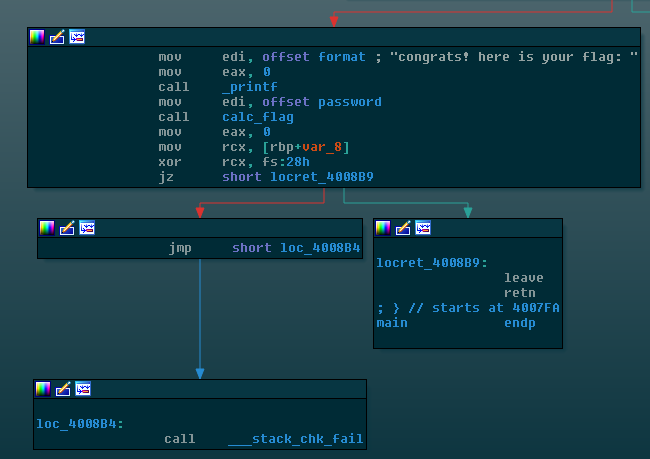 mov edi, offset format ; "congrats! here is your flag: "
mov eax, 0
call _printf
mov edi, offset password
call calc_flag
mov eax, 0
mov rcx, [rbp+var_8]
xor rcx, fs:28h
jz short locret_4008B9
jmp short loc_4008B4
locret_4008B9:
leave
retn
; } // starts at 4007FA
main endp
loc_4008B4:
call ___stack_chk_fail